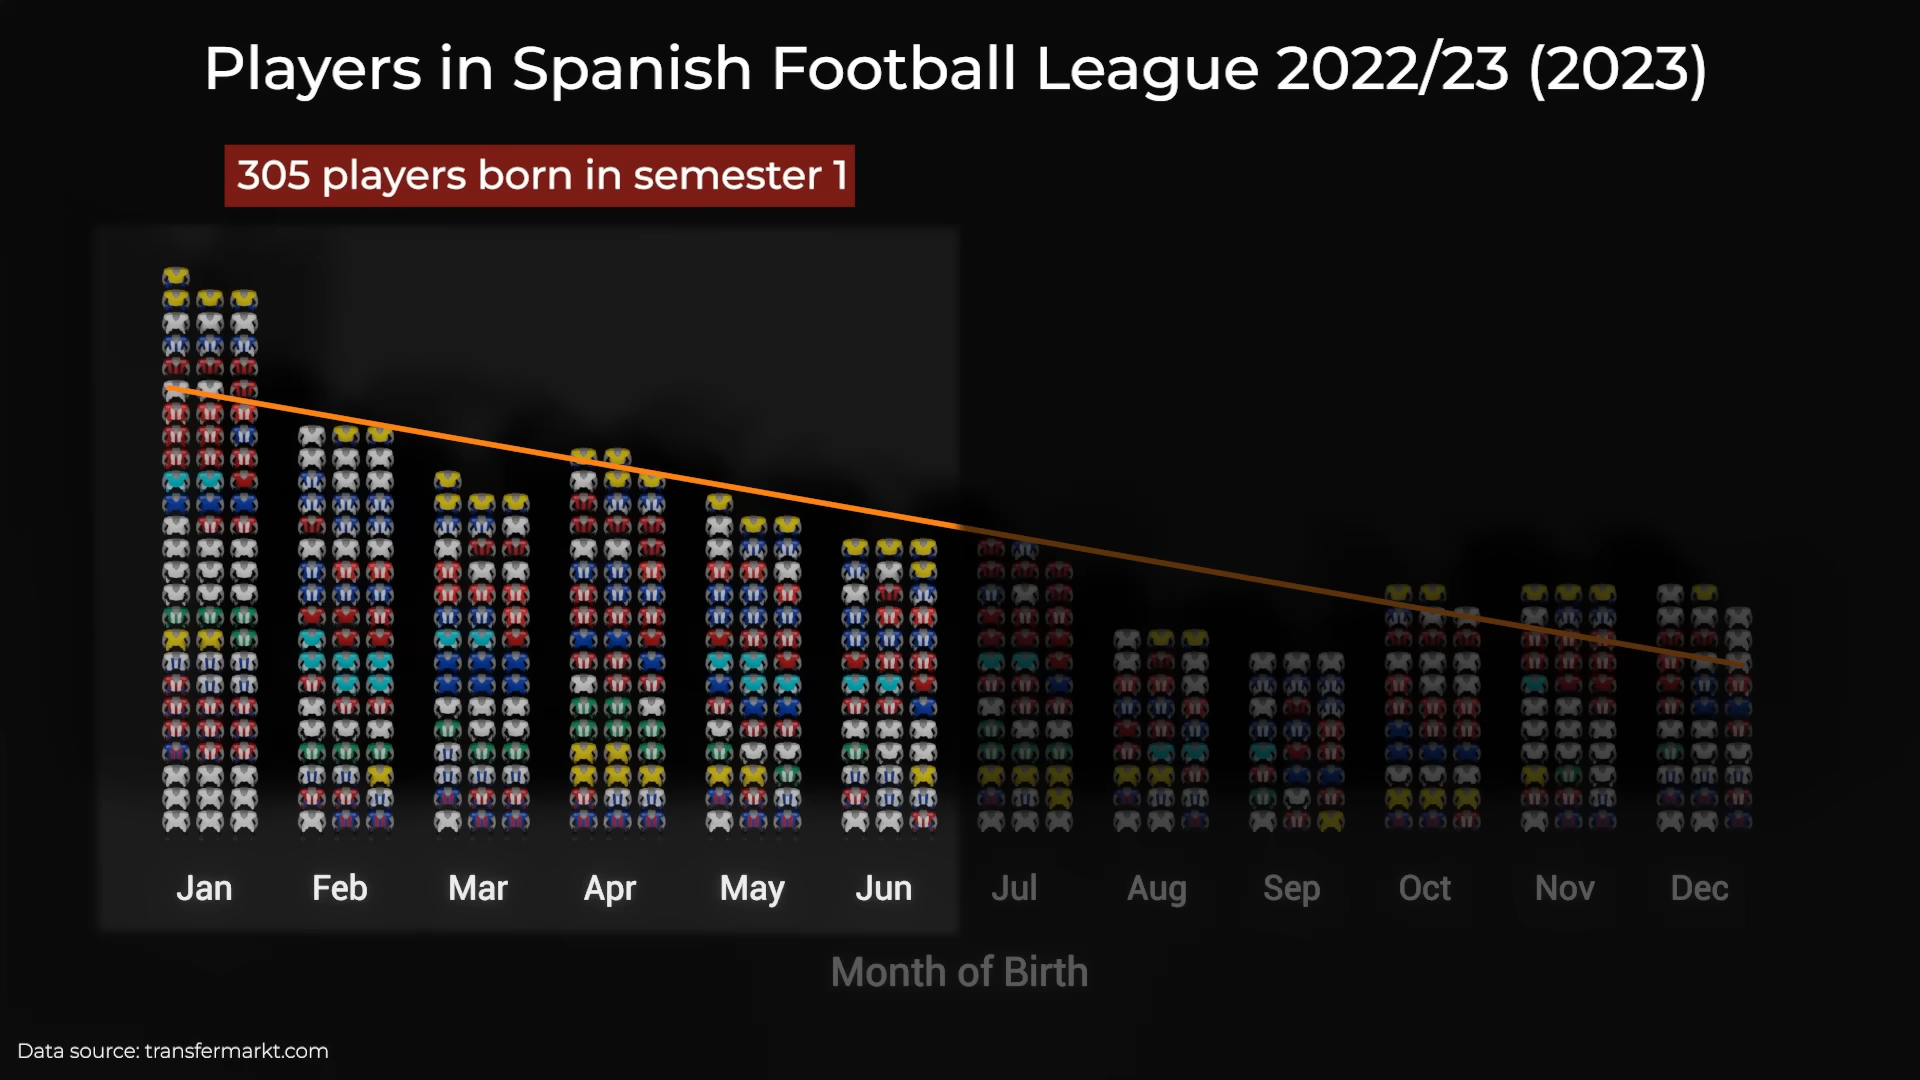 Players in Spanish Football League 2022/23 (2023)
305 players born in semester 1
Jan Feb Mar Apr May Jun Jul Aug Sep Oct Nov Dec
Month of Birth
Data source: transfermarkt.com